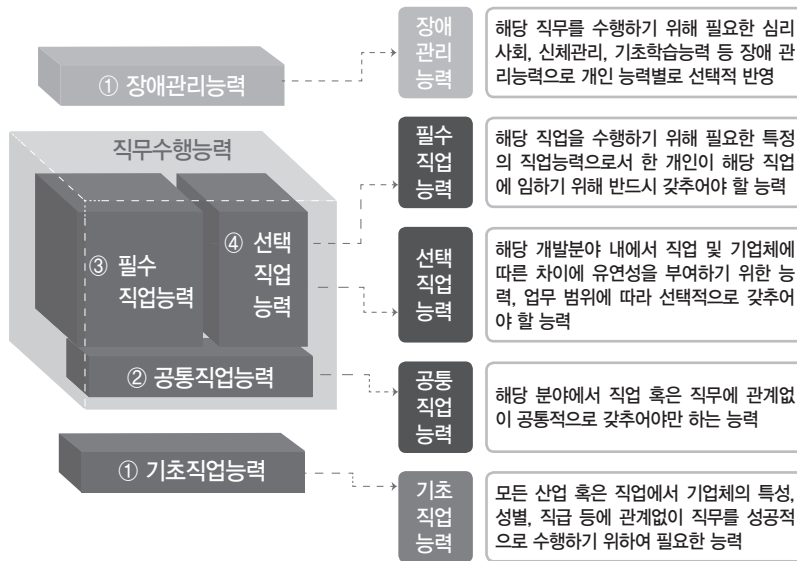 ① 장애관리능력
직무수행능력
③ 필수
직업능력
④ 선택
직업
능력
② 공통직업능력
① 기초직업능력
장애
관리
능력
해당 직무를 수행하기 위해 필요한 심리
사회, 신체관리, 기초학습능력 등 장애 관
리능력으로 개인 능력별로 선택적 반영
필수
직업
능력
해당 직업을 수행하기 위해 필요한 특정
의 직업능력으로서 한 개인이 해당 직업
에 임하기 위해 반드시 갖추어야 할 능력
선택
직업
능력
해당 개발분야 내에서 직업 및 기업체에
따른 차이에 유연성을 부여하기 위한 능
력, 업무 범위에 따라 선택적으로 갖추어
야 할 능력
공통
직업
능력
해당 분야에서 직업 혹은 직무에 관계없
이 공통적으로 갖추어야만 하는 능력
기초
직업
능력
모든 산업 혹은 직업에서 기업체의 특성,
성별, 직급 등에 관계없이 직무를 성공적
으로 수행하기 위하여 필요한 능력